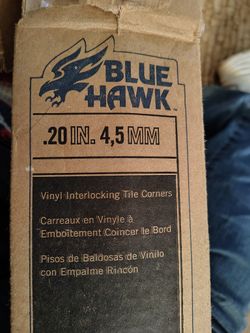 BLUE
HAWK™
.20 IN. 4,5 MM
Vinyl Interlocking Tile Corners
Carreaux en Vinyle à
Emboîtement Coincer le Bord
Pisos de Baldosas de Vinilo
con Empalme Rincón